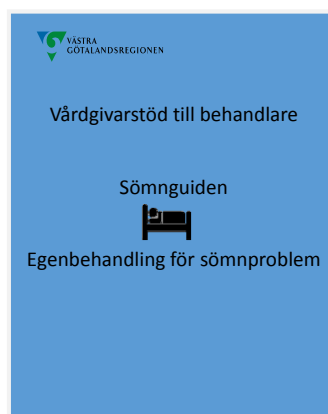 VÄSTRA
GÖTALANDSREGIONEN
Vårdgivarstöd till behandlare
Sömnguiden
Egenbehandling för sömnproblem